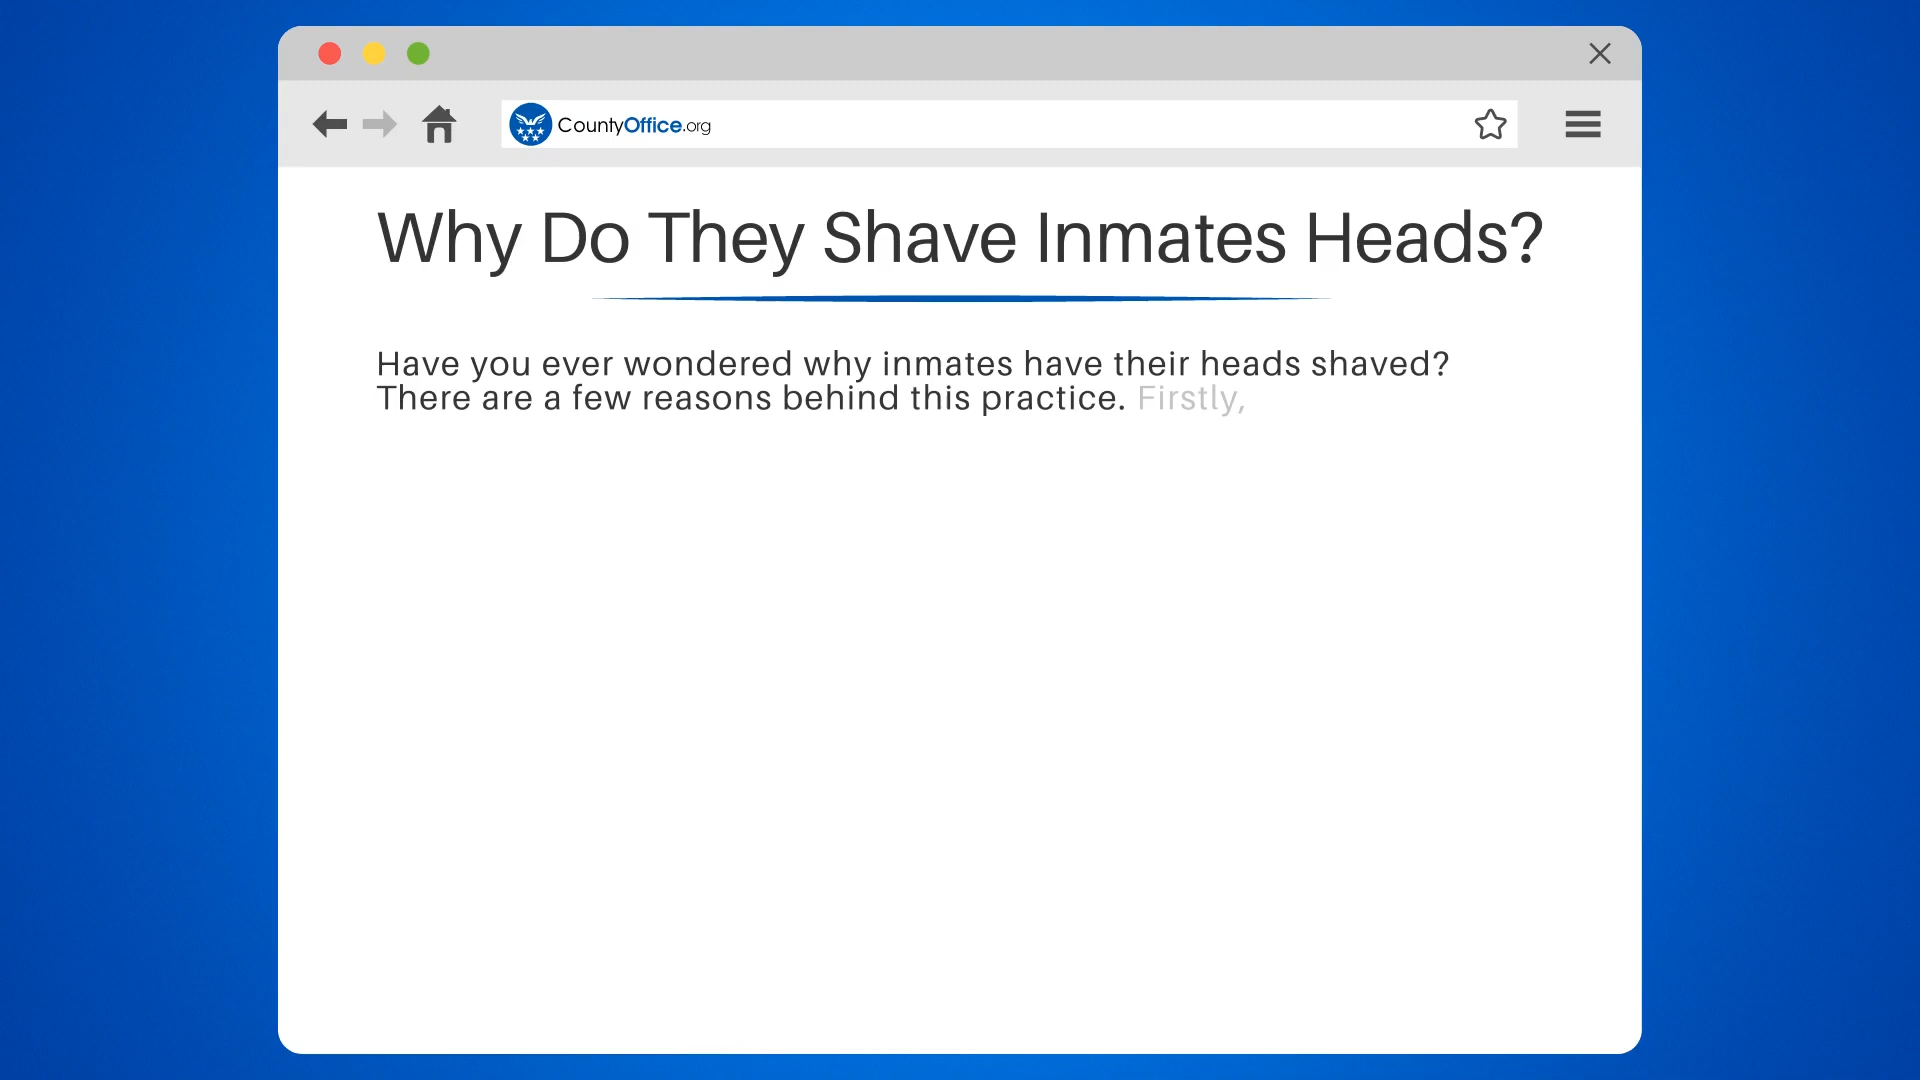 CountyOffice.org
Why Do They Shave Inmates Heads?
Have you ever wondered why inmates have their heads shaved?
There are a few reasons behind this practice. Firstly,